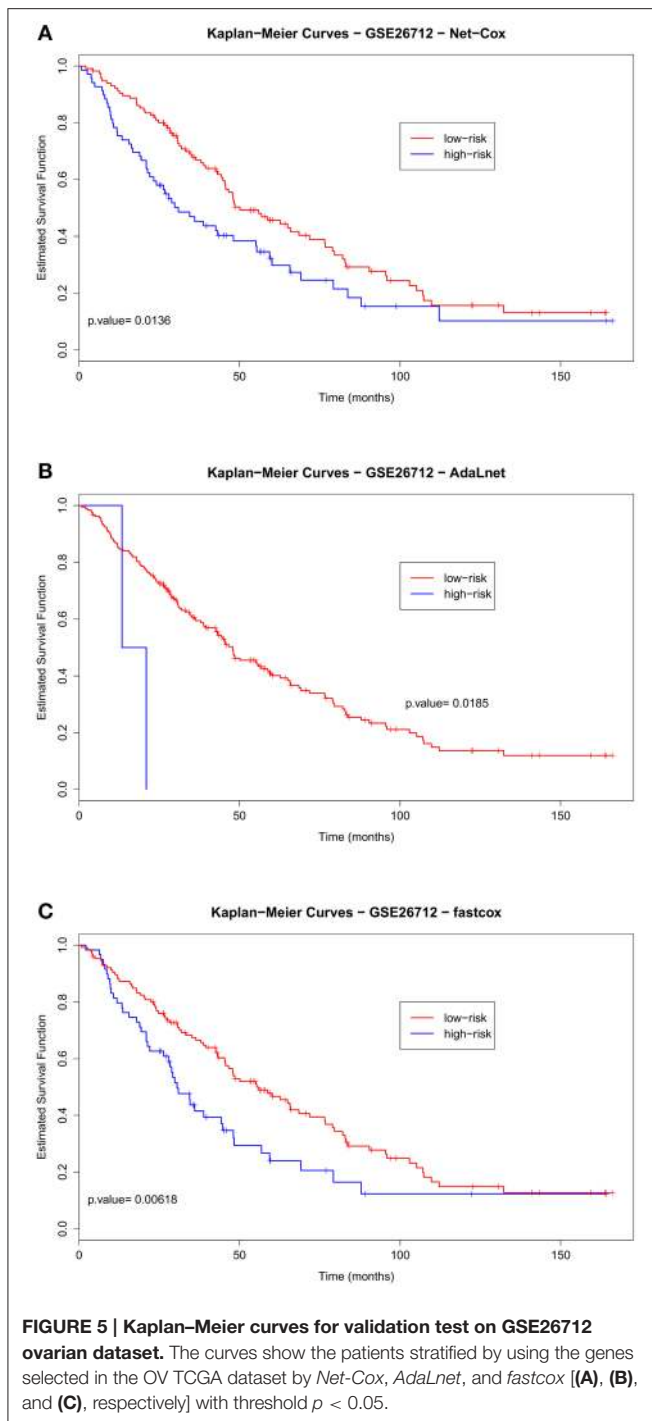 A
Kaplan−Meier Curves − GSE26712 − Net−Cox
Estimated Survival Function
0.0 0.2 0.4 0.6 0.8 1.0
low−risk
high−risk
p.value= 0.0136
0 50 100 150
Time (months)
B
Kaplan−Meier Curves − GSE26712 − AdaLnet
Estimated Survival Function
0.0 0.2 0.4 0.6 0.8 1.0
low−risk
high−risk
p.value= 0.0185
0 50 100 150
Time (months)
C
Kaplan−Meier Curves − GSE26712 − fastcox
Estimated Survival Function
0.0 0.2 0.4 0.6 0.8 1.0
low−risk
high−risk
p.value= 0.00618
0 50 100 150
Time (months)
FIGURE 5 | Kaplan–Meier curves for validation test on GSE26712
ovarian dataset. The curves show the patients stratified by using the genes
selected in the OV TCGA dataset by Net-Cox, AdaLnet, and fastcox [(A), (B),
and (C), respectively] with threshold p < 0.05.